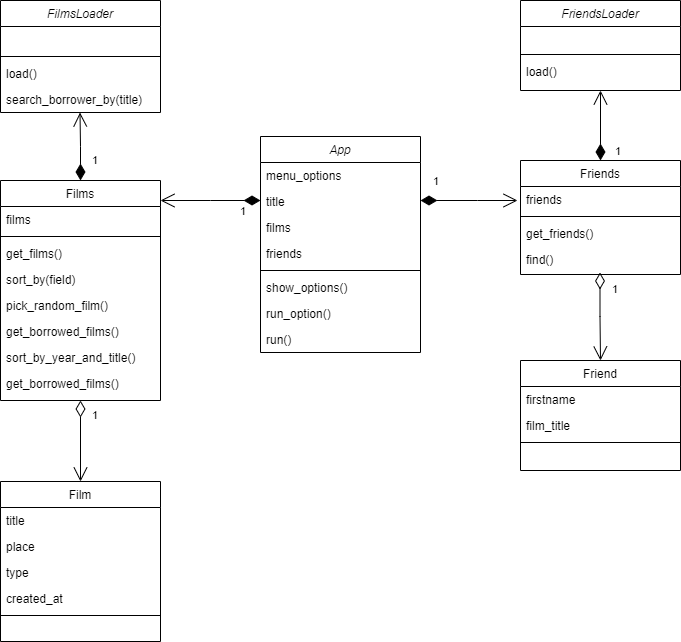 FilmsLoader
load()
search_borrower_by(title)
1
Films
films
get_films()
sort_by(field)
pick_random_film()
get_borrowed_films()
sort_by_year_and_title()
get_borrowed_films()
1
Film
title
place
type
created_at
App
menu_options
title
films
friends
show_options()
run_option()
run()
1
1
FriendsLoader
load()
1
Friends
friends
get_friends()
find()
1
Friend
firstname
film_title